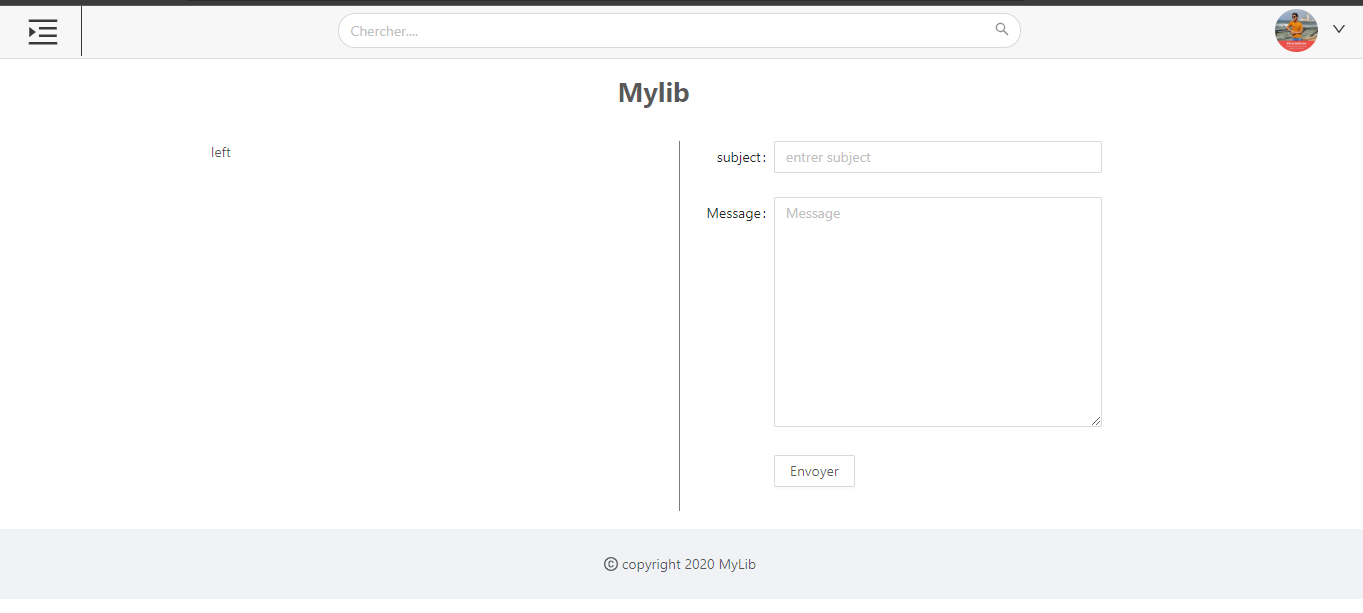 Chercher....
Mylib
left
subject:
entrer subject
Message:
Message
Envoyer
© copyright 2020 MyLib